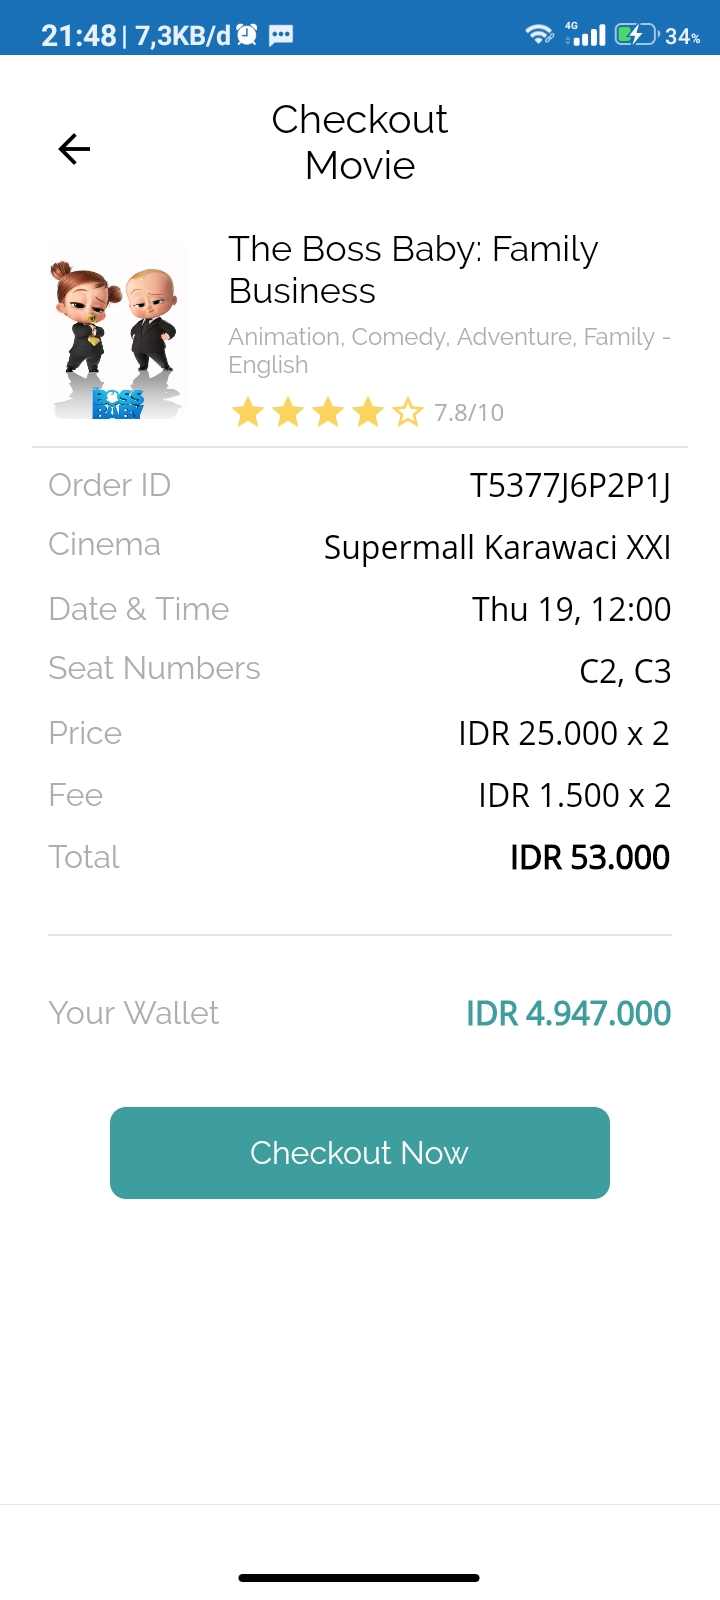 21:48 | 7,3KB/d
4G
34%
Checkout
Movie
The Boss Baby: Family
Business
Animation, Comedy, Adventure, Family -
English
7.8/10
BOSS
BABY
Order ID T5377J6P2P1J
Cinema Supermall Karawaci XXI
Date & Time Thu 19, 12:00
Seat Numbers C2, C3
Price IDR 25.000 x 2
Fee IDR 1.500 x 2
Total IDR 53.000
Your Wallet IDR 4.947.000
Checkout Now